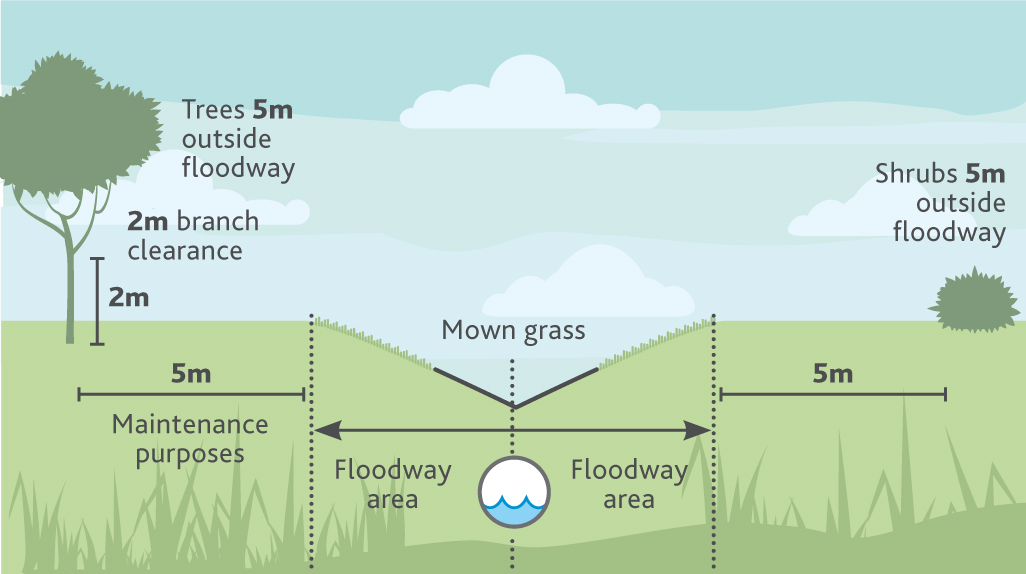 Trees 5m
outside
floodway
2m branch
clearance
2m
Shrubs 5m
outside
floodway
Mown grass
5m
Maintenance
purposes
5m
Floodway
area
Floodway
area